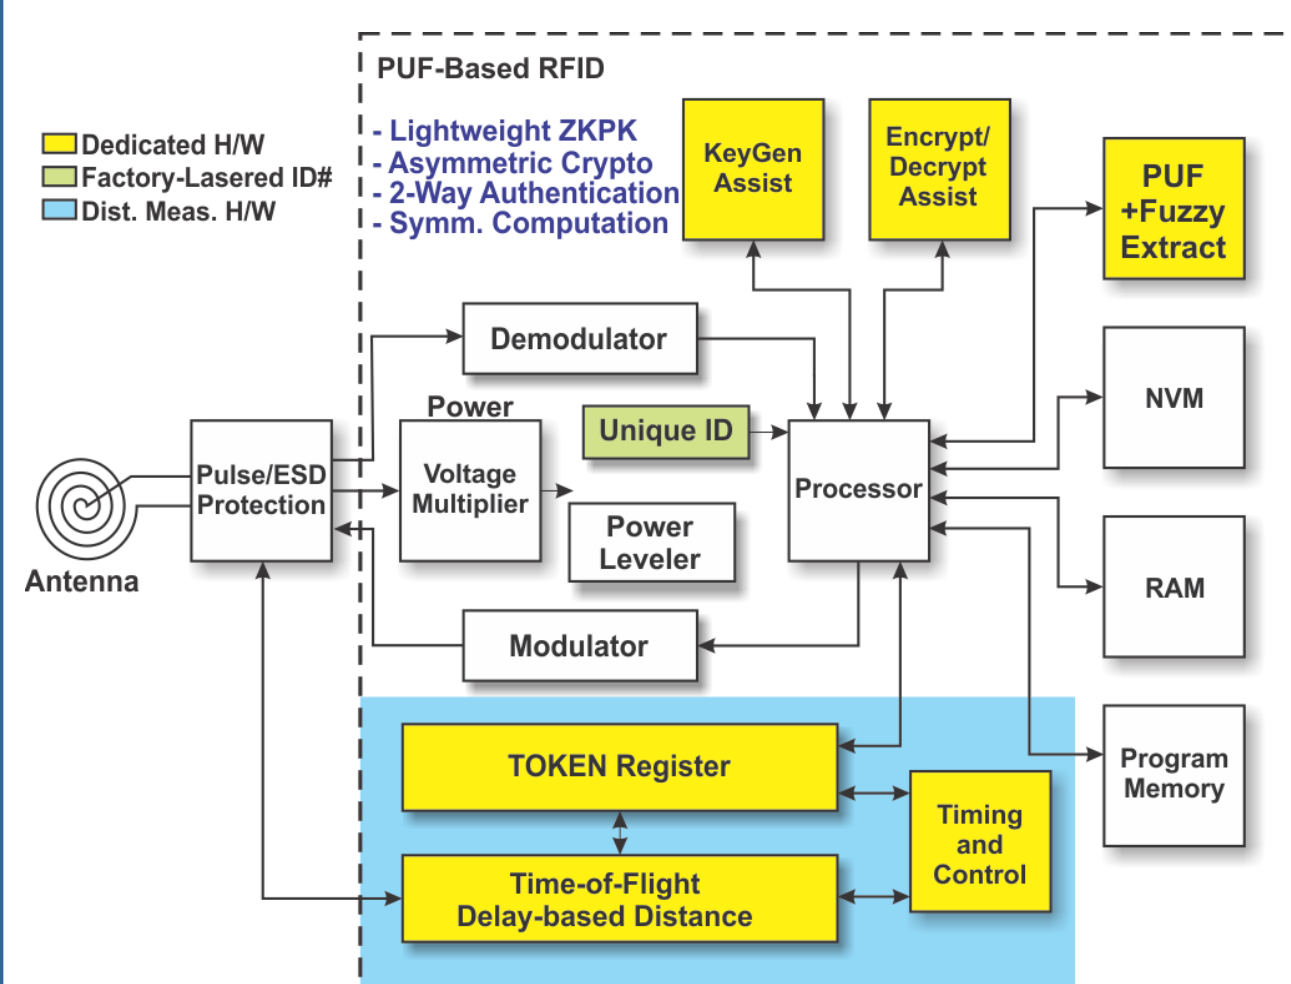 PUF-Based RFID
- Lightweight ZKPK
- Asymmetric Crypto
- 2-Way Authentication
- Symm. Computation
Dedicated H/W
Factory-Lasered ID#
Dist. Meas. H/W
KeyGen
Assist
Encrypt/
Decrypt
Assist
PUF
+Fuzzy
Extract
Demodulator
Power
Unique ID
NVM
Pulse/ESD
Protection
Voltage
Multiplier
Processor
Power
Leveler
Antenna
RAM
Modulator
TOKEN Register
Program
Memory
Timing
and
Control
Time-of-Flight
Delay-based Distance